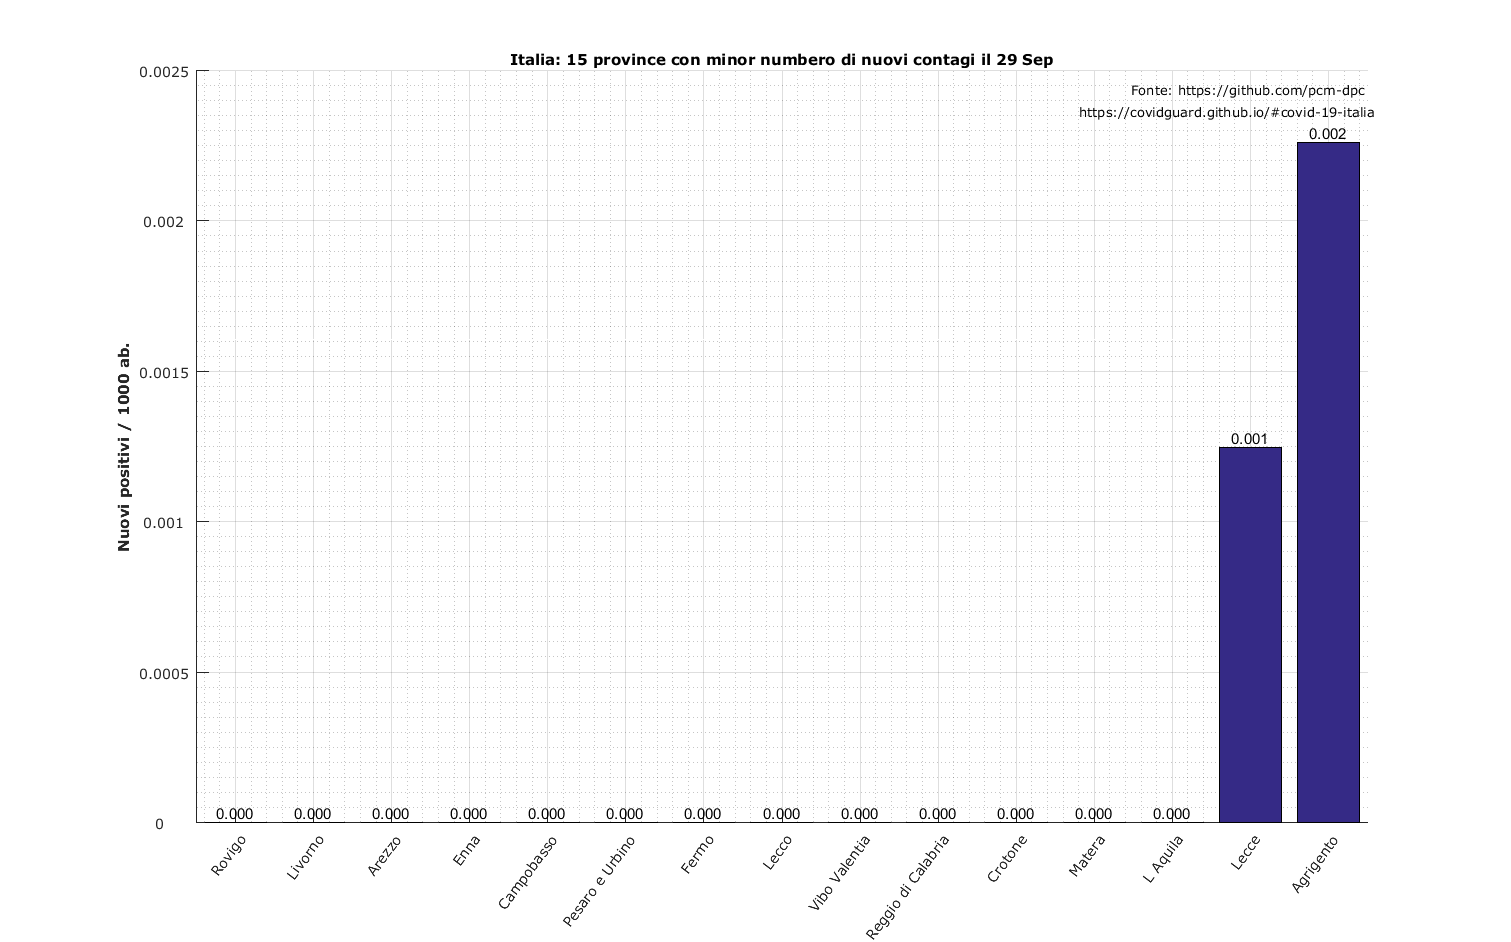 Italia: 15 province con minor numbero di nuovi contagi il 29 Sep
Fonte: https://github.com/pcm-dpc
https://covidguard.github.io/#covid-19-italia
Nuovi positivi / 1000 ab.
0.0025
0.002
0.0015
0.001
0.0005
0
0.000 0.000 0.000 0.000 0.000 0.000 0.000 0.000 0.000 0.000 0.000 0.000 0.000 0.001 0.002
Rovigo
Livorno
Arezzo
Enna
Campobasso
Pesaro e Urbino
Fermo
Lecco
Vibo Valentia
Reggio di Calabria
Crotone
Matera
L Aquila
Lecce
Agrigento